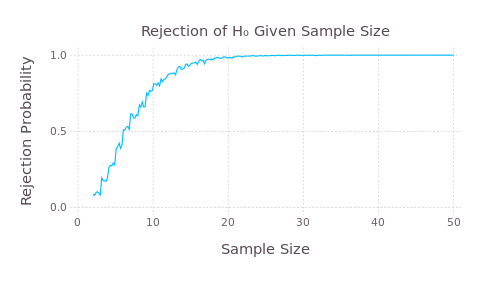 Rejection of H₀ Given Sample Size
Rejection Probability
1.0
0.5
0.0
0 10 20 30 40 50
Sample Size